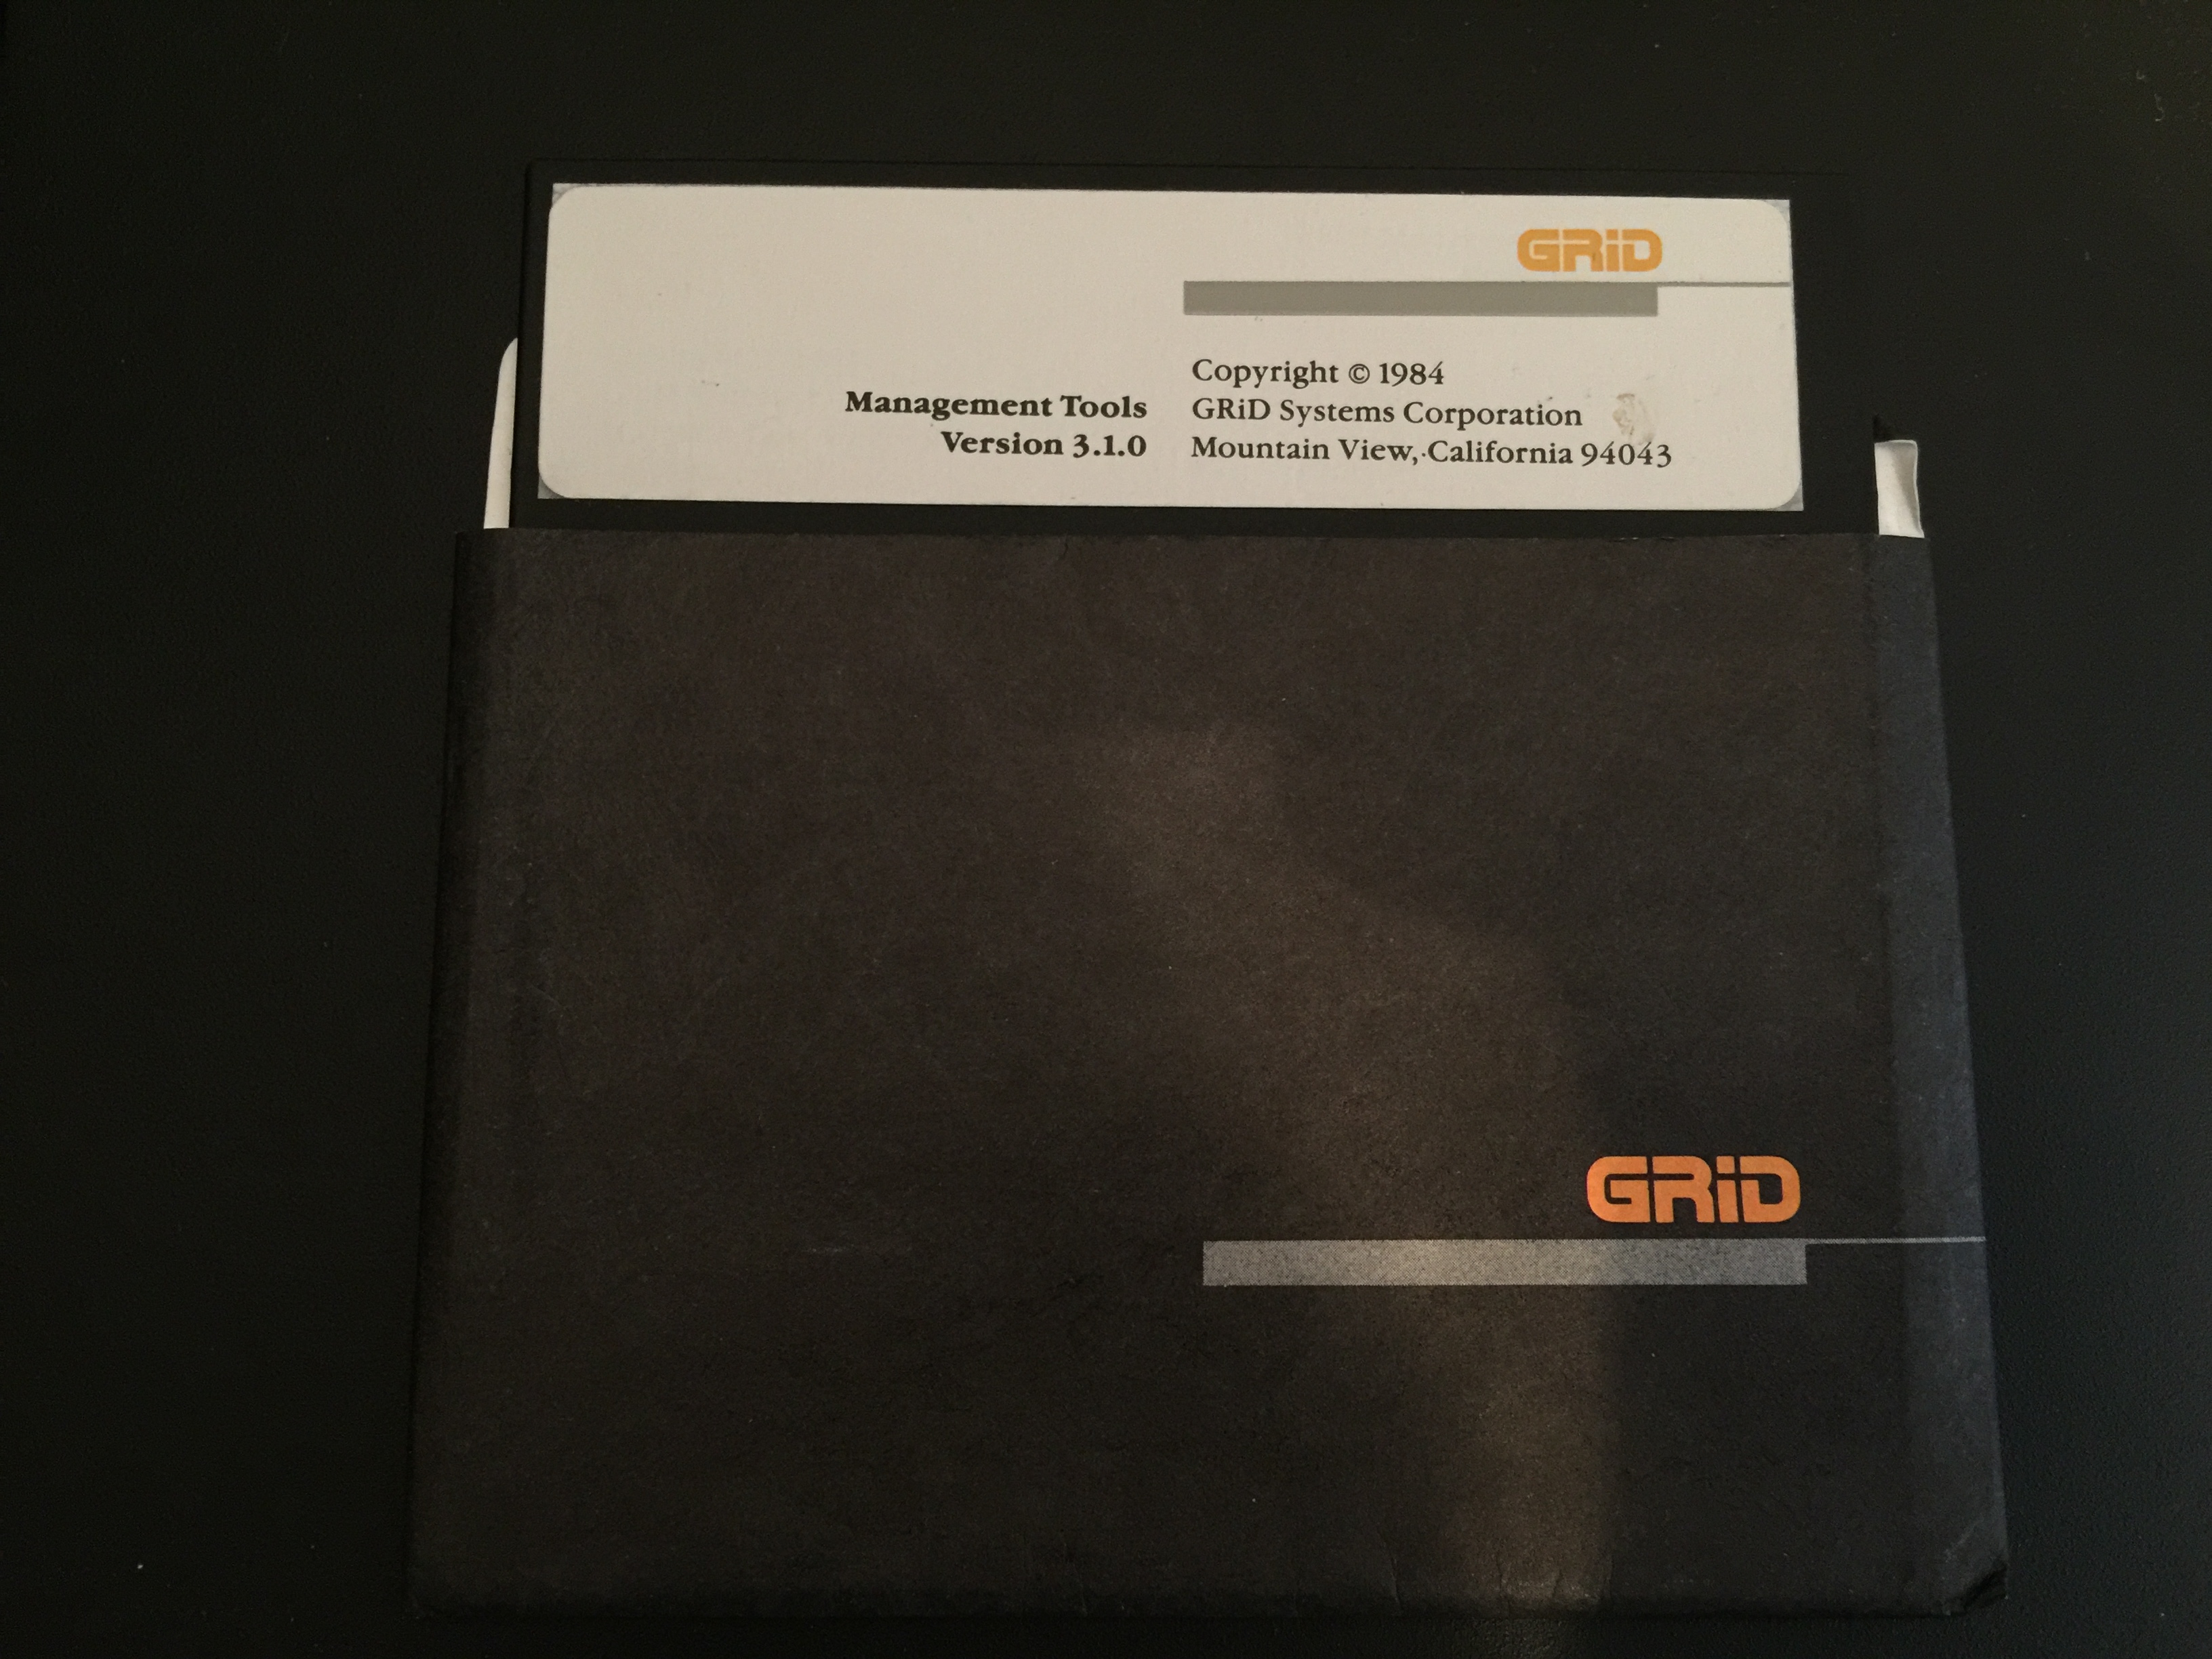 GRiD
Copyright © 1984
Management Tools GRiD Systems Corporation
Version 3.1.0 Mountain View, California 94043
GRiD